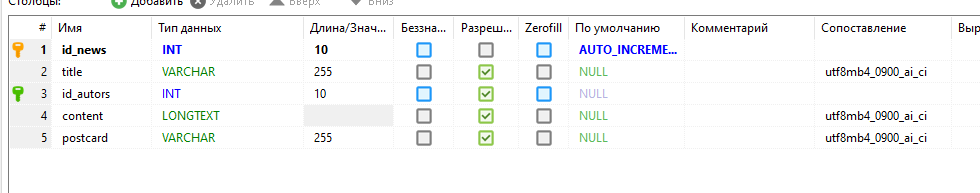 Столбцы: Добавить Удалить Вверх Вниз
# Имя Тип данных Длина/Знач... Беззна... Разреш... Zerofill По умолчанию Комментарий Сопоставление Выр
1 id_news INT 10 AUTO_INCREME...
2 title VARCHAR 255 NULL utf8mb4_0900_ai_ci
3 id_autors INT 10 NULL
4 content LONGTEXT NULL utf8mb4_0900_ai_ci
5 postcard VARCHAR 255 NULL utf8mb4_0900_ai_ci